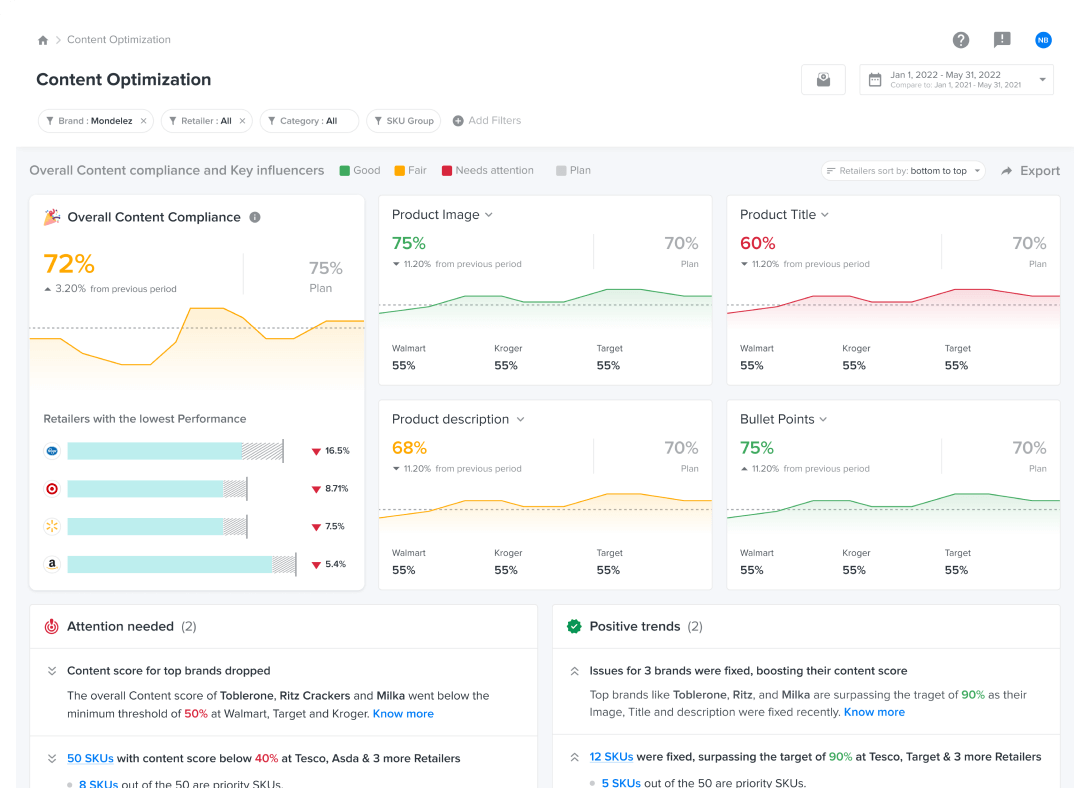 Content Optimization
NB
Content Optimization
Jan 1, 2022 - May 31, 2022
Compare to: Jan 1, 2021 - May 31, 2021
Brand : Mondelez
Retailer : All
Category : All
SKU Group
Add Filters
Overall Content compliance and Key influencers
Good
Fair
Needs attention
Plan
Retailers sort by: bottom to top
Export
Overall Content Compliance
72%
75%
3.20% from previous period
Plan
Retailers with the lowest Performance
16.5%
8.71%
7.5%
a
5.4%
Product Image
75%
70%
11.20% from previous period
Plan
Walmart Kroger Target
55% 55% 55%
Product Title
60%
70%
11.20% from previous period
Plan
Walmart Kroger Target
55% 55% 55%
Product description
68%
70%
11.20% from previous period
Plan
Walmart Kroger Target
55% 55% 55%
Bullet Points
75%
70%
11.20% from previous period
Plan
Walmart Kroger Target
55% 55% 55%
Attention needed (2)
Content score for top brands dropped
The overall Content score of Toblerone, Ritz Crackers and Milka went below the
minimum threshold of 50% at Walmart, Target and Kroger. Know more
50 SKUs with content score below 40% at Tesco, Asda & 3 more Retailers
8 SKUs out of the 50 are priority SKUs.
Positive trends (2)
Issues for 3 brands were fixed, boosting their content score
Top brands like Toblerone, Ritz, and Milka are surpassing the traget of 90% as their
Image, Title and description were fixed recently. Know more
12 SKUs were fixed, surpassing the target of 90% at Tesco, Target & 3 more Retailers
5 SKUs out of the 50 are priority SKUs.